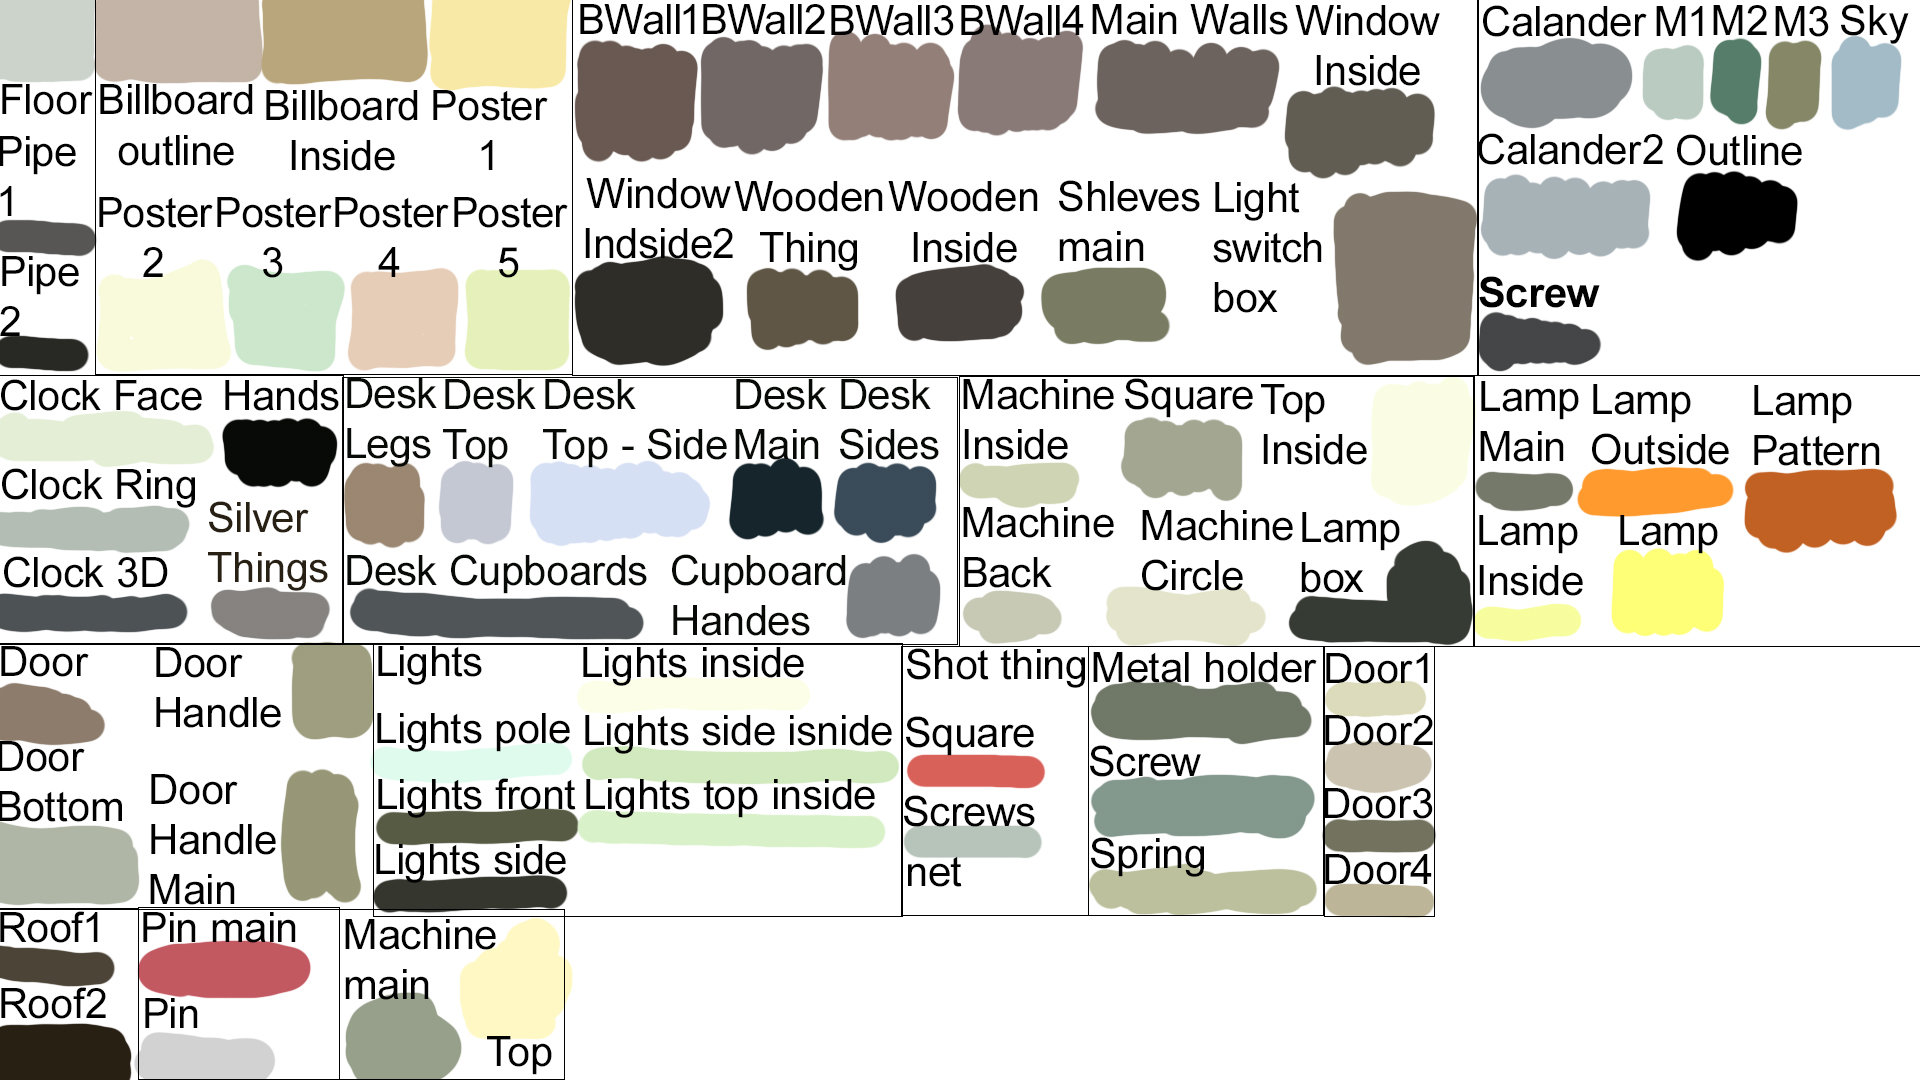 Floor
Pipe
1
Pipe
2
Billboard
outline
Billboard
Inside
Poster
1
Poster
2
Poster
3
Poster
4
Poster
5
BWall1
BWall2
BWall3
BWall4
Main Walls
Window
Inside
Window
Indside2
Wooden
Thing
Wooden
Inside
Shleves
main
Light
switch
box
Calander
M1
M2
M3
Sky
Calander2
Outline
Screw
Clock Face
Hands
Clock Ring
Silver
Things
Clock 3D
Desk
Legs
Desk
Top
Desk
Top - Side
Desk
Main
Desk
Sides
Desk Cupboards
Cupboard
Handes
Machine
Inside
Square
Top
Inside
Machine
Back
Machine
Circle
Lamp
box
Lamp
Main
Lamp
Outside
Lamp
Pattern
Lamp
Inside
Lamp
Door
Door
Handle
Door
Bottom
Door
Handle
Main
Lights
Lights inside
Lights pole
Lights side isnide
Lights front
Lights top inside
Lights side
Shot thing
Square
Screws
net
Metal holder
Screw
Spring
Door1
Door2
Door3
Door4
Roof1
Roof2
Pin main
Pin
Machine
main
Top